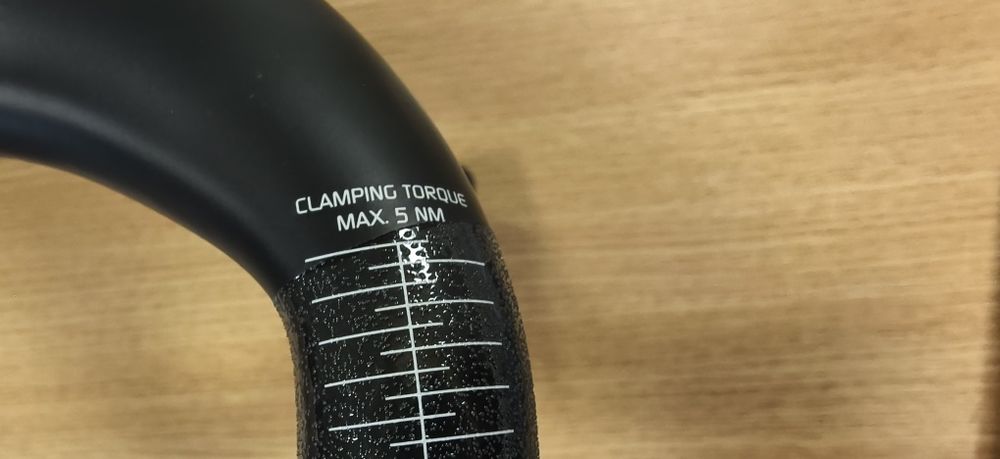 CLAMPING TORQUE
MAX. 5 NM